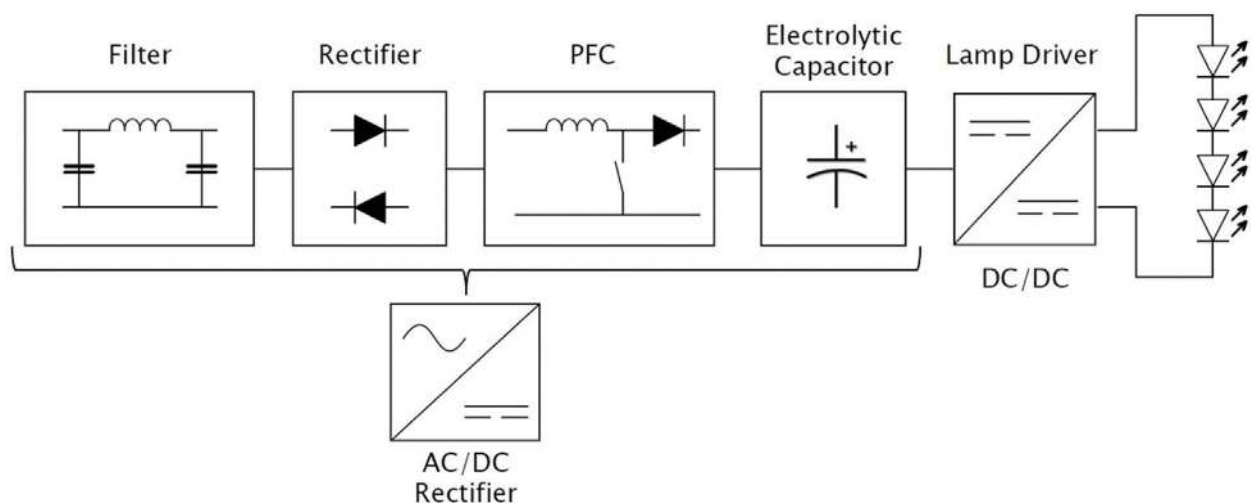 Filter
Rectifier
PFC
Electrolytic
Capacitor
Lamp Driver
+
DC/DC
AC/DC
Rectifier